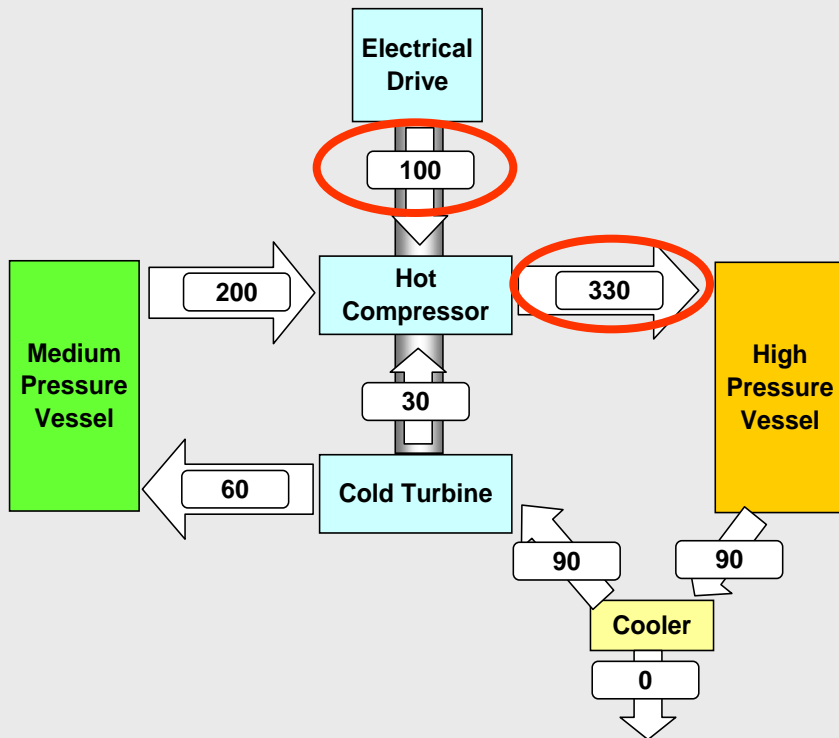 Electrical
Drive
100
200
Hot
Compressor
330
Medium
Pressure
Vessel
High
Pressure
Vessel
30
60
Cold Turbine
90
90
Cooler
0